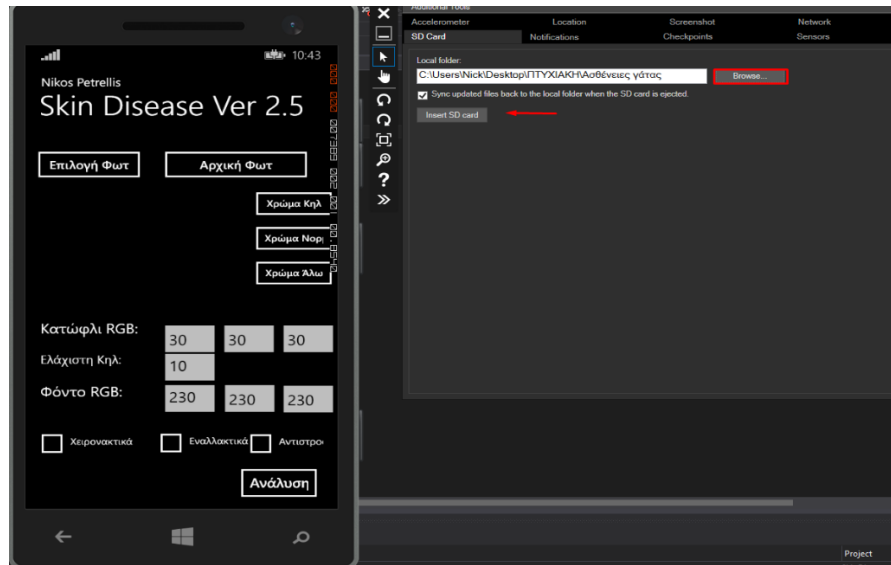 10:43
Nikos Petrellis
Skin Disease Ver 2.5
Επιλογή Φωτ
Αρχική Φωτ
Χρώμα Κηλ
Χρώμα Νορ
Χρώμα Άλω
Κατώφλι RGB:
30 30 30
Ελάχιστη Κηλ:
10
Φόντο RGB:
230 230 230
Χειρονακτικά Εναλλακτικά Αντιστρο
Ανάλυση
Additional Tools
Accelerometer Location Screenshot Network
SD Card Notifications Checkpoints Sensors
Local folder:
C:\Users\Nick\Desktop\ΠΤΥΧΙΑΚΗ\Ασθένειες γάτας
Browse...
Sync updated files back to the local folder when the SD card is ejected.
Insert SD card
Project